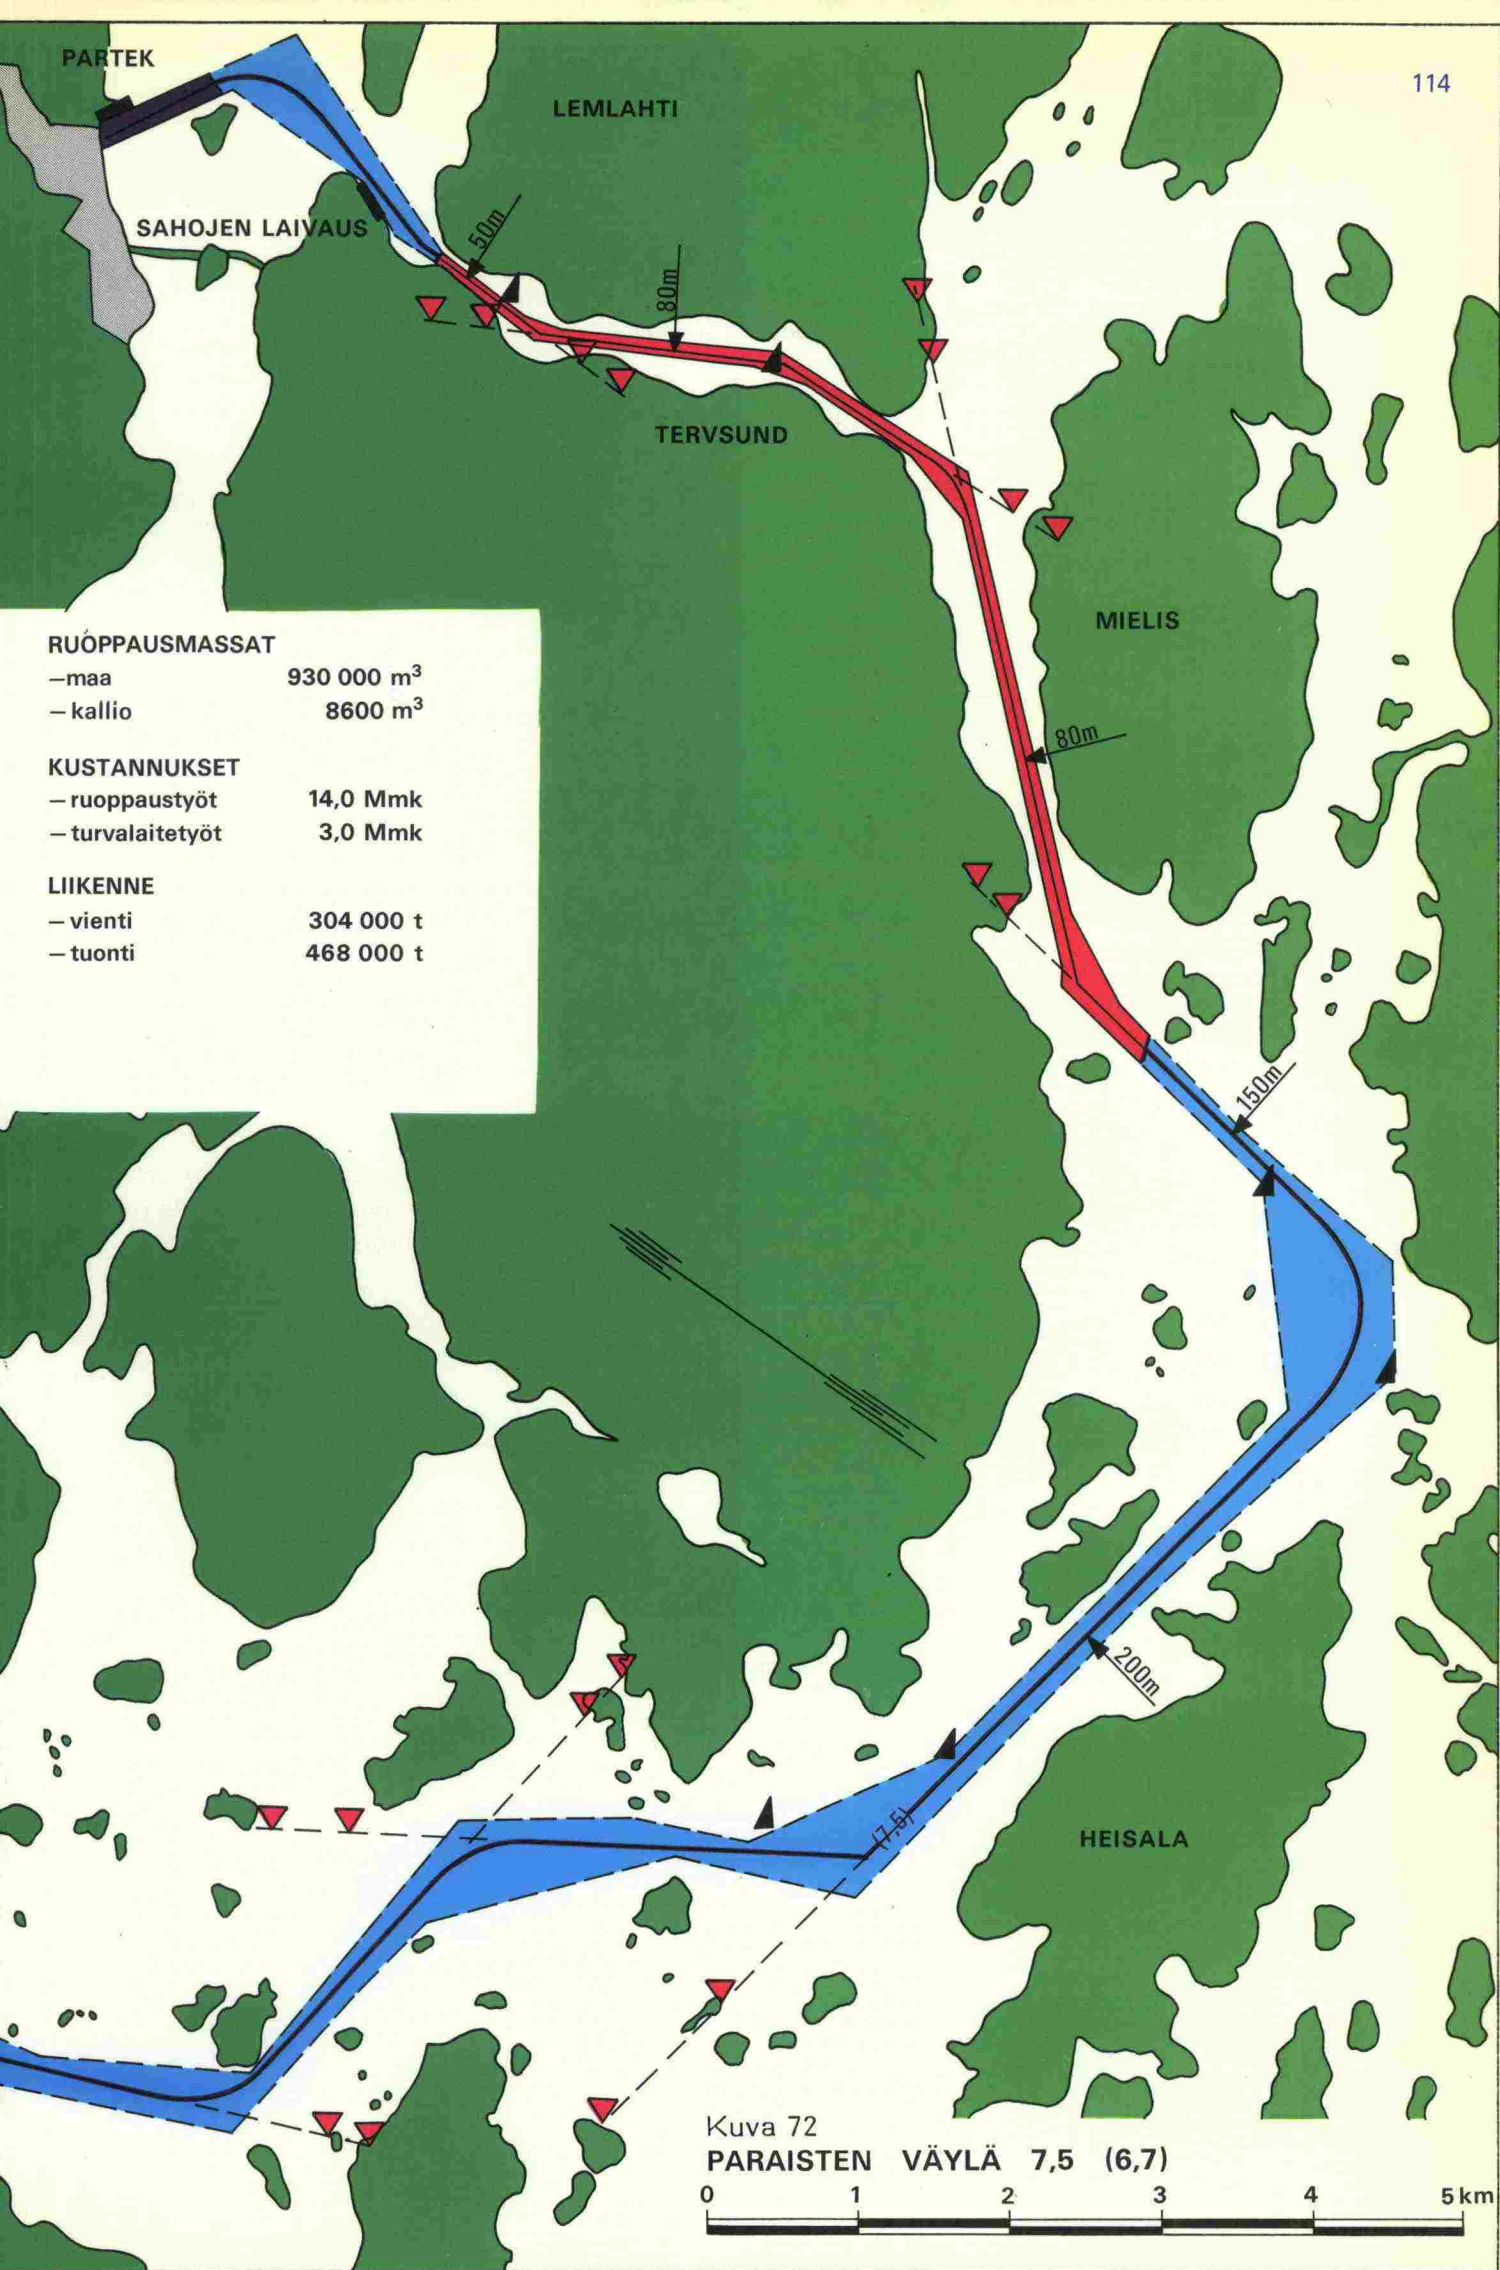 PARTEK
114
LEMLAHTI
SAHOJEN LAIVAUS
50m
80m
TERVSUND
MIELIS
RUOPPAUSMASSAT
—maa 930 000 m³
— kallio 8600 m³
80m
KUSTANNUKSET
— ruoppaustyöt 14,0 Mmk
— turvalaitetyöt 3,0 Mmk
LIIKENNE
— vienti 304 000 t
— tuonti 468 000 t
150m
200m
(7,5)
HEISALA
Kuva 72
PARAISTEN VÄYLÄ 7,5 (6,7)
0 1 2 3 4 5 km